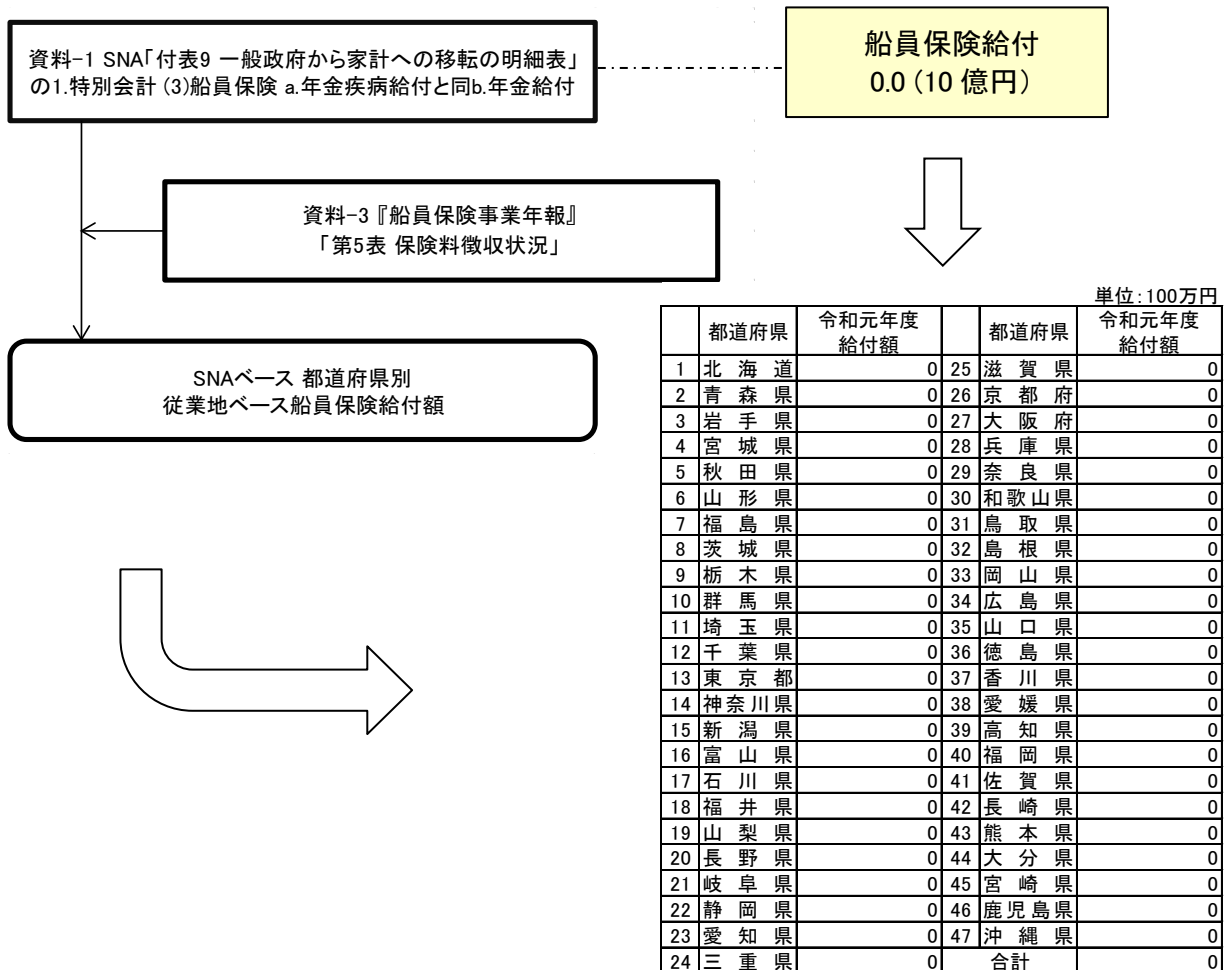 資料-1 SNA「付表9 一般政府から家計への移転の明細表」
の1.特別会計 (3)船員保険 a.年金疾病給付と同b.年金給付
船員保険給付
0.0 (10 億円)
資料-3『船員保険事業年報』
「第5表 保険料徴収状況」
SNAベース 都道府県別
従業地ベース船員保険給付額
単位:100万円
都道府県 令和元年度 都道府県 令和元年度
給付額 給付額
1 北海道 0 25 滋賀県 0
2 青森県 0 26 京都府 0
3 岩手県 0 27 大阪府 0
4 宮城県 0 28 兵庫県 0
5 秋田県 0 29 奈良県 0
6 山形県 0 30 和歌山県 0
7 福島県 0 31 鳥取県 0
8 茨城県 0 32 島根県 0
9 栃木県 0 33 岡山県 0
10 群馬県 0 34 広島県 0
11 埼玉県 0 35 山口県 0
12 千葉県 0 36 徳島県 0
13 東京都 0 37 香川県 0
14 神奈川県 0 38 愛媛県 0
15 新潟県 0 39 高知県 0
16 富山県 0 40 福岡県 0
17 石川県 0 41 佐賀県 0
18 福井県 0 42 長崎県 0
19 山梨県 0 43 熊本県 0
20 長野県 0 44 大分県 0
21 岐阜県 0 45 宮崎県 0
22 静岡県 0 46 鹿児島県 0
23 愛知県 0 47 沖縄県 0
24 三重県 0 合計 0